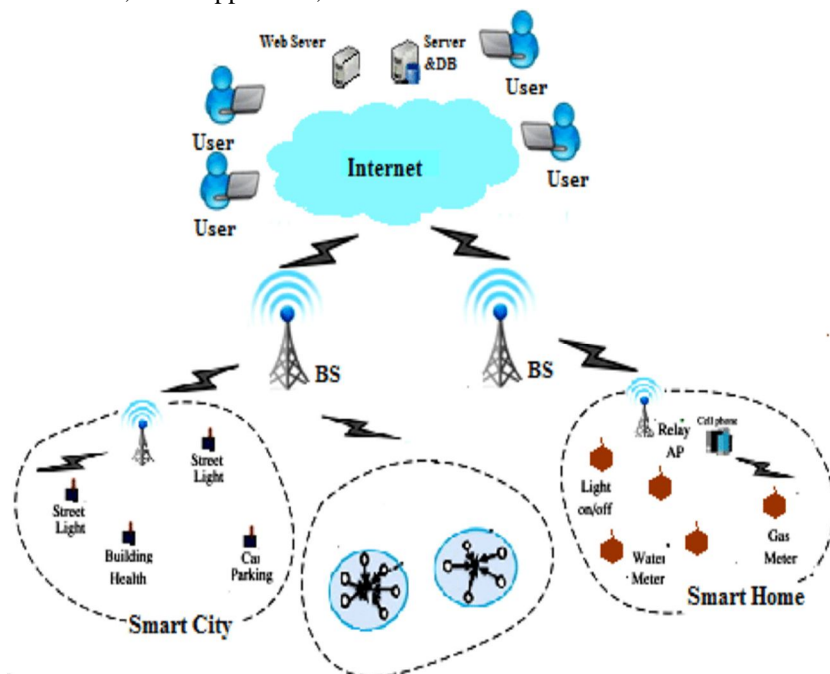 Web Sever
Server
&DB
User
User
User
User
Internet
BS
BS
Relay
AP
Cell phone
Street
Light
Street
Light
Building
Health
Car
Parking
Smart City
Light
on/off
Water
Meter
Gas
Meter
Smart Home